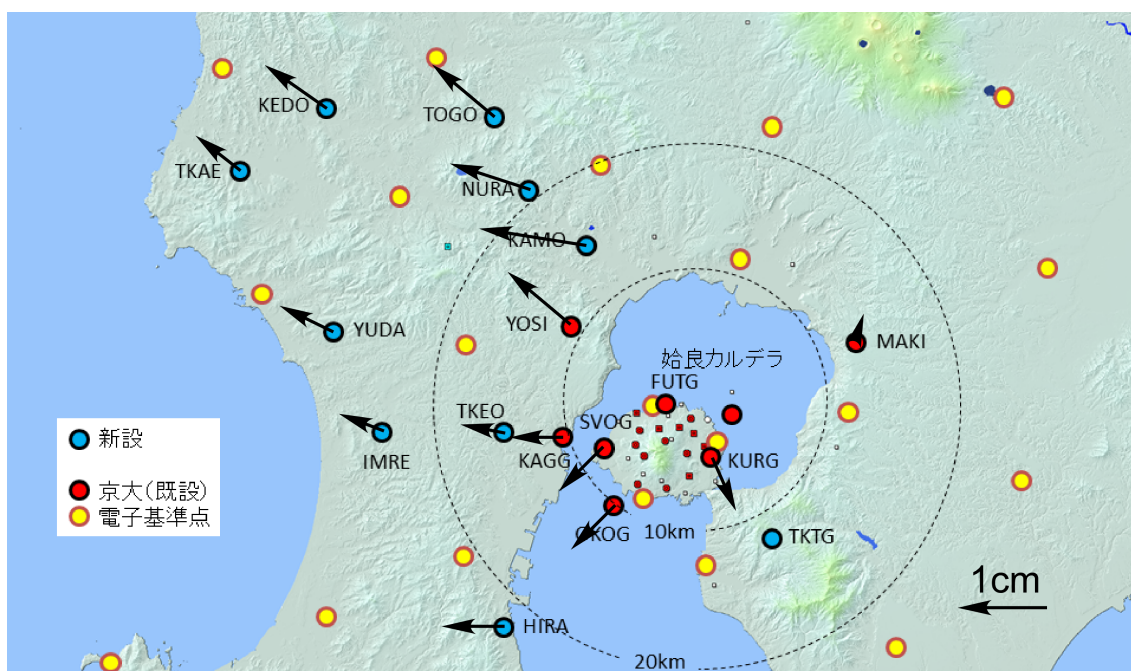 KEDO
TOGO
TKAE
NURA
KAMO
YOSI
YUDA
MAKI
姶良カルデラ
FUTG
TKEO
SVOG
IMRE
KAGG
KURG
新設
京大(既設)
電子基準点
OKOG
10km
TKTG
1cm
HIRA
20km